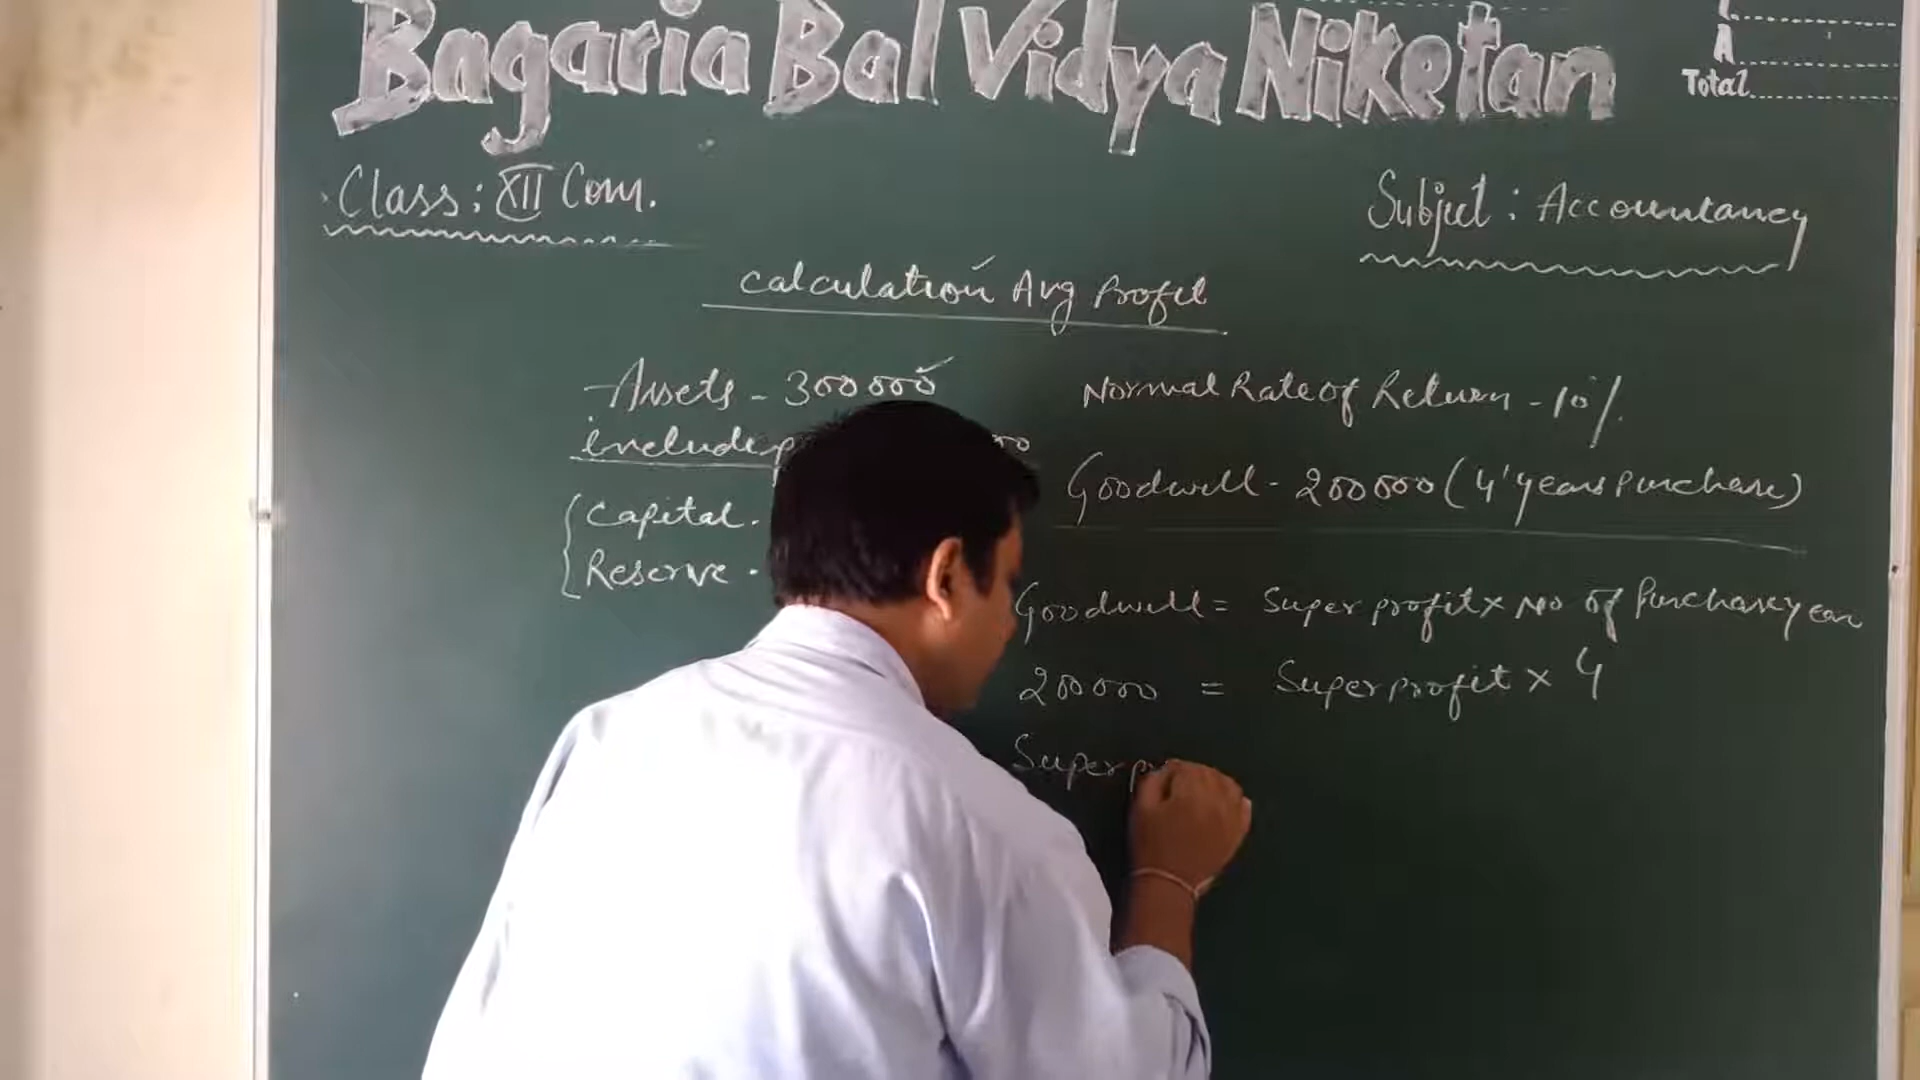 Bagaria Bal Vidya Niketan
A
Total
Class: XII Com.
Subject: Accountancy
Calculation Avg Profit
Assets - 300000
Normal Rate of Return - 10%
include
Goodwill - 200000 (4 years Purchase)
Capital.
Reserve.
Goodwill = Super profit x No of Purchase year
200000 = Super profit x 4
Super